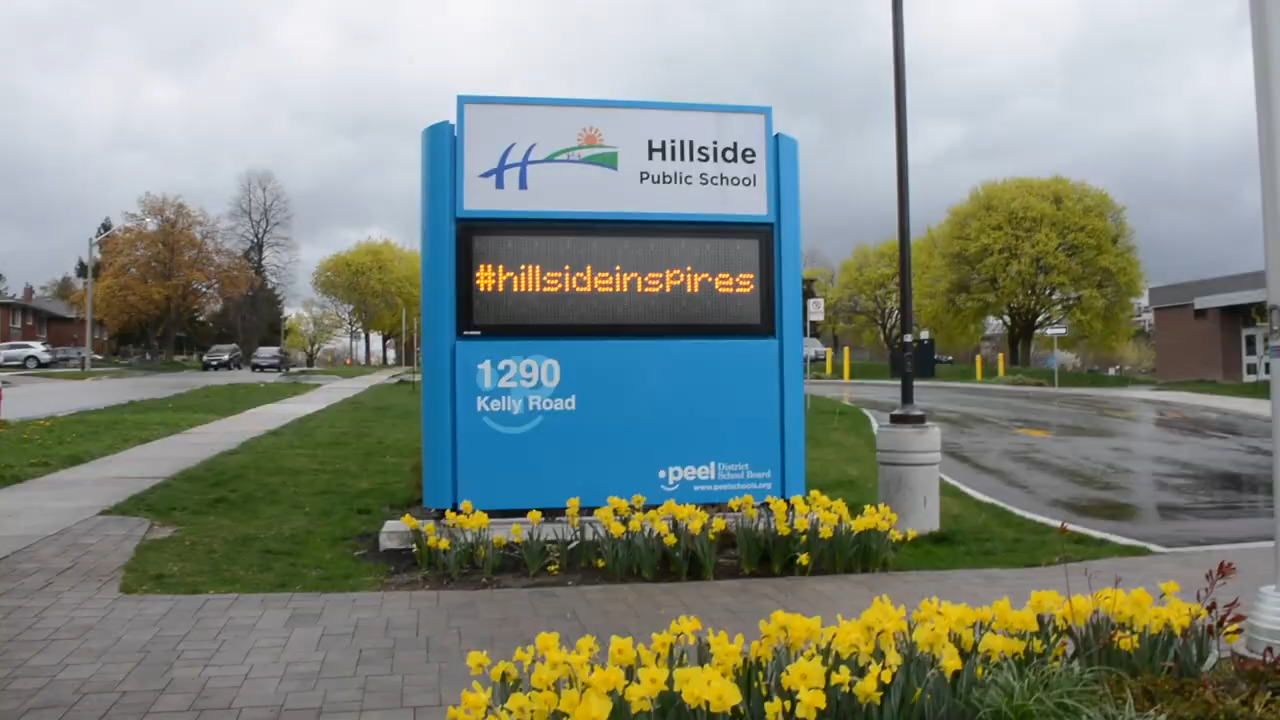 Hillside
Public School
#hillsideinspires
1290
Kelly Road
peel District
School Board
www.peelschools.org